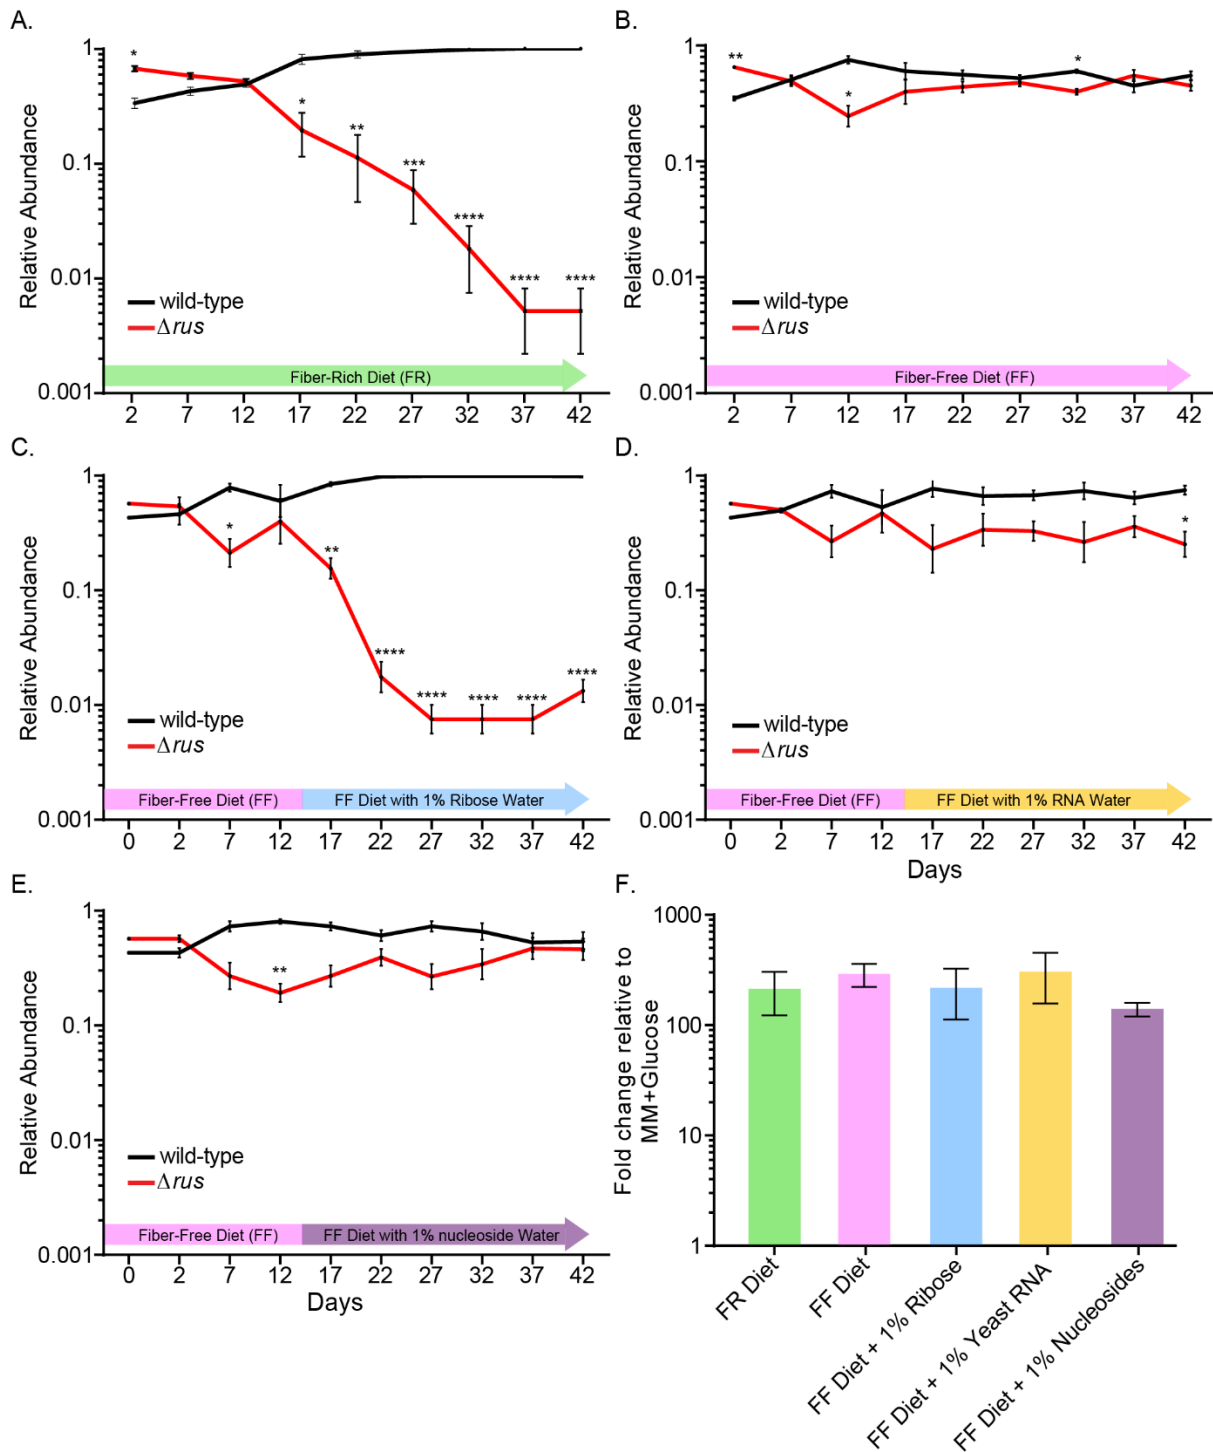 A.
*
*
**
***
****
****
****
Relative Abundance
1
0.1
0.01
0.001
wild-type
Δrus
Fiber-Rich Diet (FR)
2 7 12 17 22 27 32 37 42
B.
**
*
*
Relative Abundance
1
0.1
0.01
0.001
wild-type
Δrus
Fiber-Free Diet (FF)
2 7 12 17 22 27 32 37 42
C.
*
**
****
****
****
****
****
Relative Abundance
1
0.1
0.01
0.001
wild-type
Δrus
Fiber-Free Diet (FF) FF Diet with 1% Ribose Water
0 2 7 12 17 22 27 32 37 42
D.
*
Relative Abundance
1
0.1
0.01
0.001
wild-type
Δrus
Fiber-Free Diet (FF) FF Diet with 1% RNA Water
0 2 7 12 17 22 27 32 37 42
Days
E.
**
Relative Abundance
1
0.1
0.01
0.001
wild-type
Δrus
Fiber-Free Diet (FF) FF Diet with 1% nucleoside Water
0 2 7 12 17 22 27 32 37 42
Days
F.
Fold change relative to
MM+Glucose
1000
100
10
1
FR Diet
FF Diet
FF Diet + 1% Ribose
FF Diet + 1% Yeast RNA
FF Diet + 1% Nucleosides